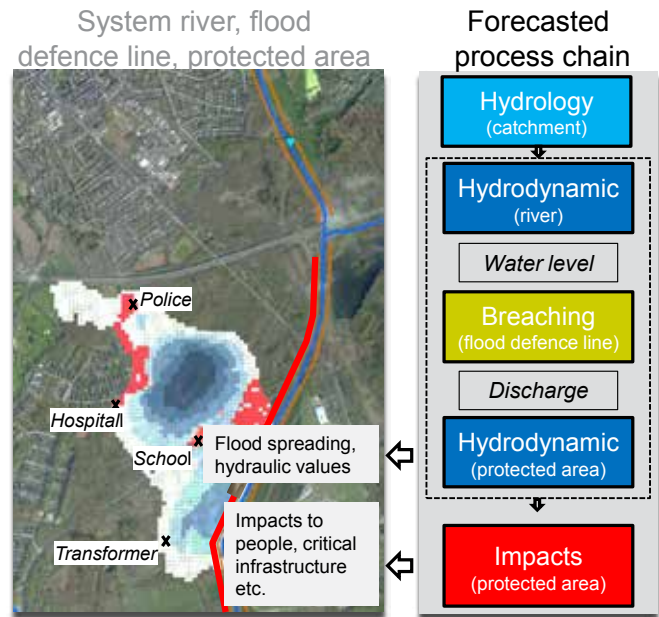 System river, flood
defence line, protected area
Police
Hospitall
School
Transformer
Flood spreading,
hydraulic values
Impacts to
people, critical
infrastructure
etc.
Forecasted
process chain
Hydrology
(catchment)
Hydrodynamic
(river)
Water level
Breaching
(flood defence line)
Discharge
Hydrodynamic
(protected area)
Impacts
(protected area)